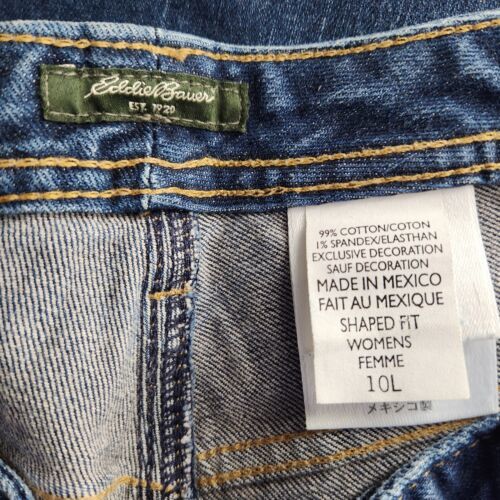 Eddie Bauer
EST. 1920
99% COTTON/COTON
1% SPANDEX/ELASTHAN
EXCLUSIVE DECORATION
SAUF DECORATION
MADE IN MEXICO
FAIT AU MEXIQUE
SHAPED FIT
WOMENS
FEMME
10L
メキシコ製